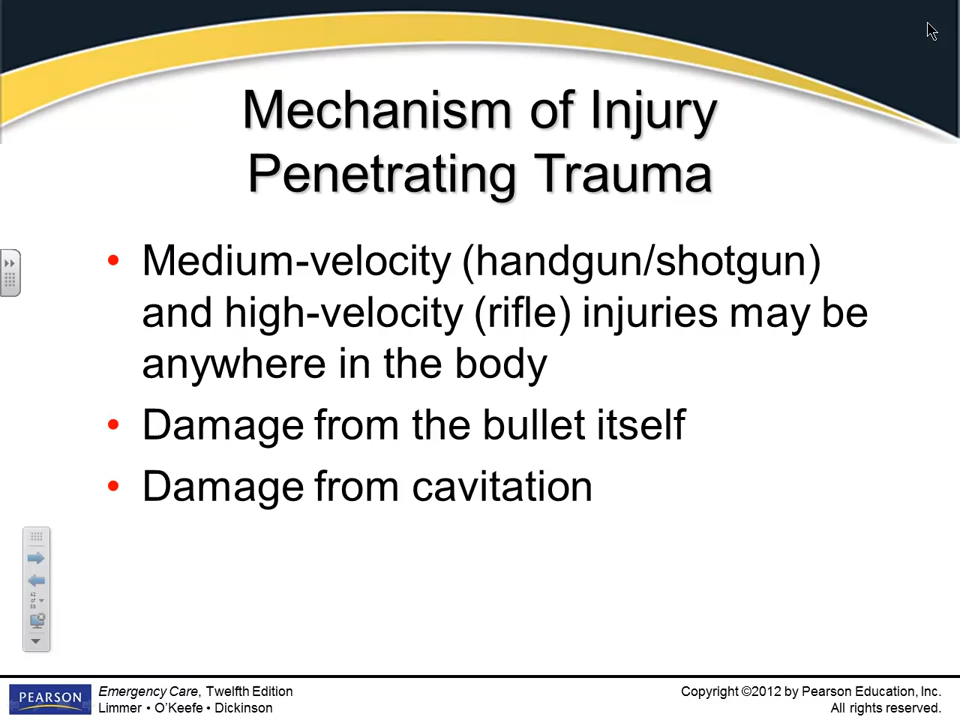 Mechanism of Injury
Penetrating Trauma
• Medium-velocity (handgun/shotgun)
and high-velocity (rifle) injuries may be
anywhere in the body
• Damage from the bullet itself
• Damage from cavitation
PEARSON
Emergency Care, Twelfth Edition
Limmer • O'Keefe • Dickinson
Copyright ©2012 by Pearson Education, Inc.
All rights reserved.